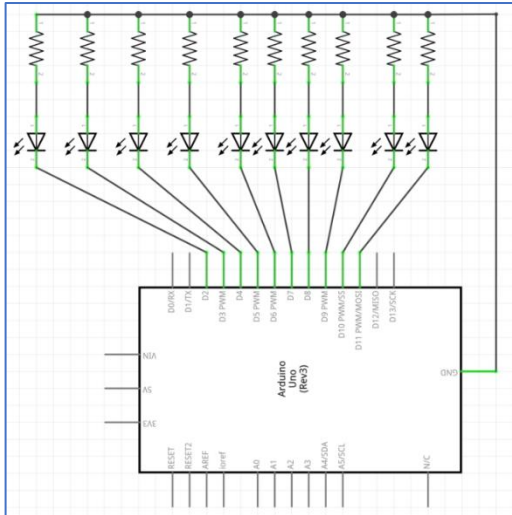 D0/RX
D1/TX
D2
D3 PWM
D4
D5 PWM
D6 PWM
D7
D8
D9 PWM
D10 PWM/SS
D11 PWM/MOSI
D12/MISO
D13/SCK
VIN
5V
3V3
Arduino
Uno
(Rev3)
GND
RESET
RESET2
AREF
ioref
A0
A1
A2
A3
A4/SDA
A5/SCL
N/C